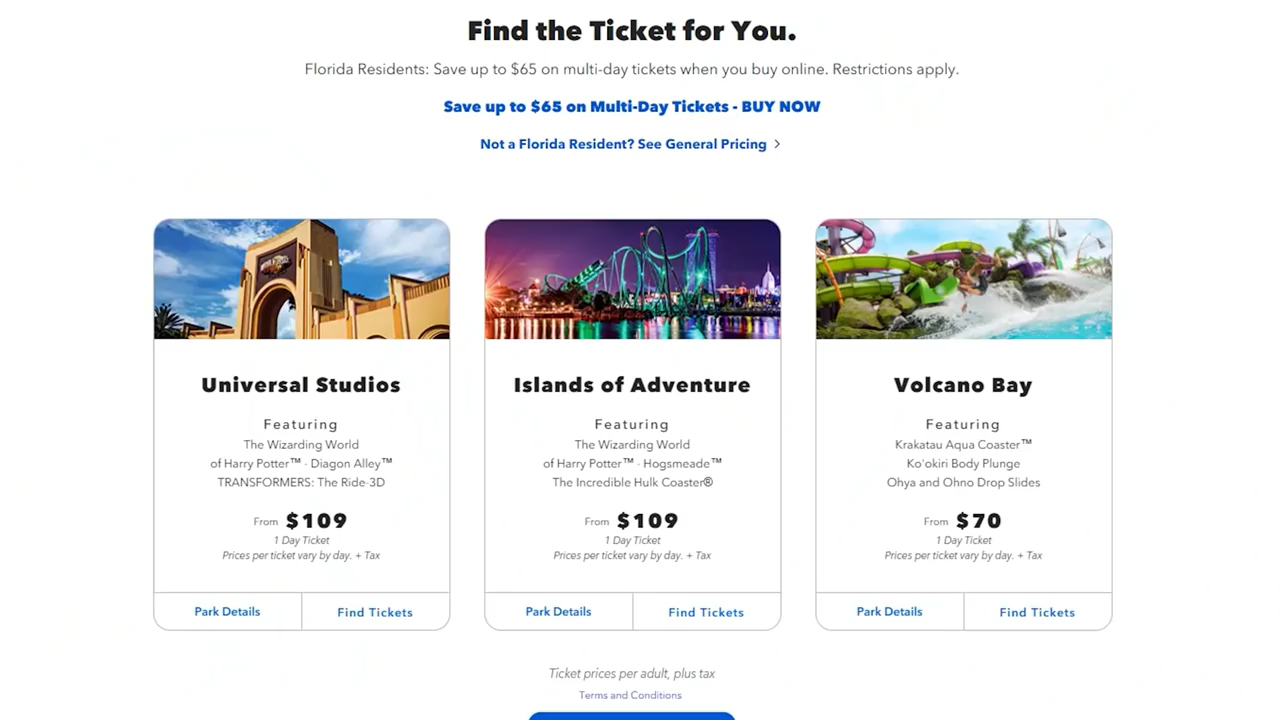 Find the Ticket for You.
Florida Residents: Save up to $65 on multi-day tickets when you buy online. Restrictions apply.
Save up to $65 on Multi-Day Tickets - BUY NOW
Not a Florida Resident? See General Pricing
Universal Studios
Featuring
The Wizarding World
of Harry Potter™ · Diagon Alley™
TRANSFORMERS: The Ride-3D
From $109
1 Day Ticket
Prices per ticket vary by day. + Tax
Park Details
Find Tickets
Islands of Adventure
Featuring
The Wizarding World
of Harry Potter™ · Hogsmeade™
The Incredible Hulk Coaster®
From $109
1 Day Ticket
Prices per ticket vary by day. + Tax
Park Details
Find Tickets
Volcano Bay
Featuring
Krakatau Aqua Coaster™
Ko'okiri Body Plunge
Ohya and Ohno Drop Slides
From $70
1 Day Ticket
Prices per ticket vary by day. + Tax
Park Details
Find Tickets
Ticket prices per adult, plus tax
Terms and Conditions